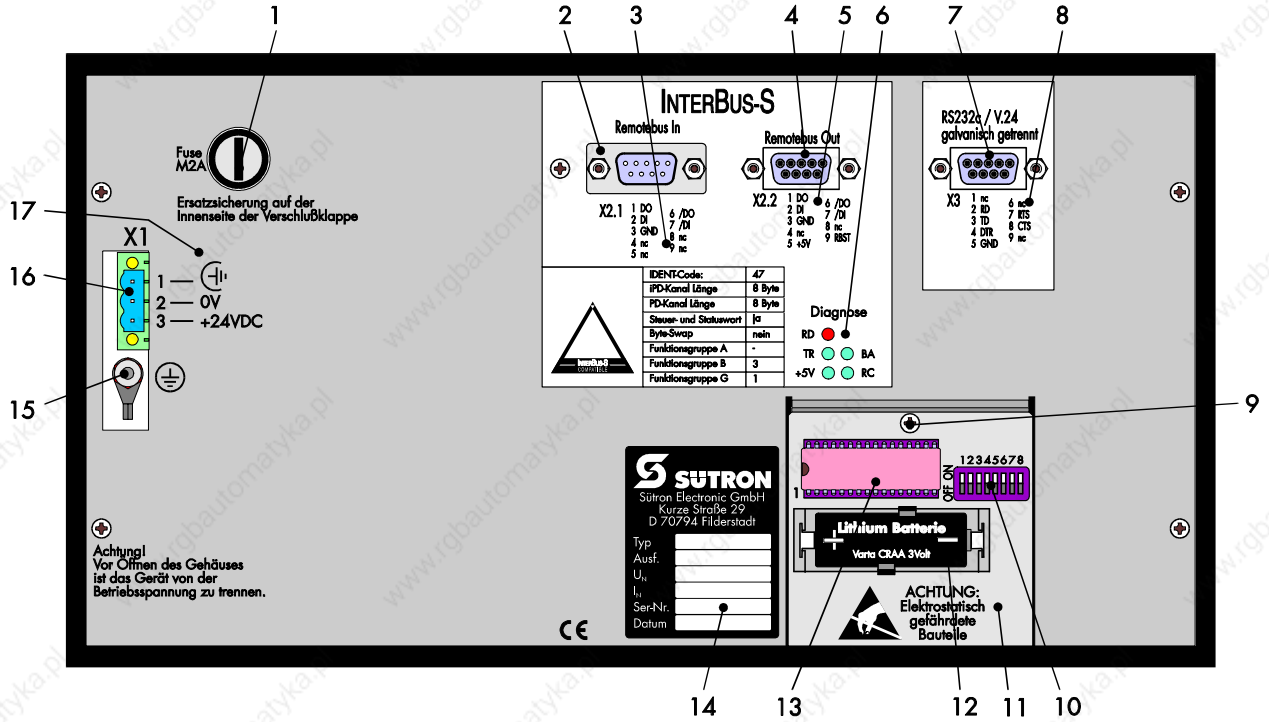 1
2
3
4
5
6
7
8
INTERBUS-S
Remotebus In
Remotebus Out
X2.1
1 DO
2 DI
3 GND
4 nc
5 nc
6 /DO
7 /DI
8 nc
9 nc
X2.2
1 DO
2 DI
3 GND
4 nc
5 +5V
6 /DO
7 /DI
8 nc
9 RBST
RS232c / V.24
galvanisch getrennt
X3
1 nc
2 RD
3 TD
4 DTR
5 GND
6 nc
7 RTS
8 CTS
9 nc
Fuse
M2A
Ersatzsicherung auf der
Innenseite der Verschlußklappe
17
X1
16
1
2 0V
3 +24VDC
15
IDENT-Code: 47
iPD-Kanal Länge 8 Byte
PD-Kanal Länge 8 Byte
Steuer- und Statuswort ja
Byte-Swap nein
Funktionsgruppe A -
Funktionsgruppe B 3
Funktionsgruppe G 1
INTERBUS-S
COMPATIBLE
Diagnose
RD
TR BA
+5V RC
9
SÜTRON
Sütron Electronic GmbH
Kurze Straße 29
D 70794 Filderstadt
Typ
Ausf.
UN
IN
Ser-Nr.
Datum
1
12345678
OFF ON
Lithium Batterie
+ −
Varta CRAA 3Volt
ACHTUNG:
Elektrostatisch
gefährdete
Bauteile
Achtung!
Vor Öffnen des Gehäuses
ist das Gerät von der
Betriebsspannung zu trennen.
CE
14
13
12
11
10
www.rgbautomatyka.pl